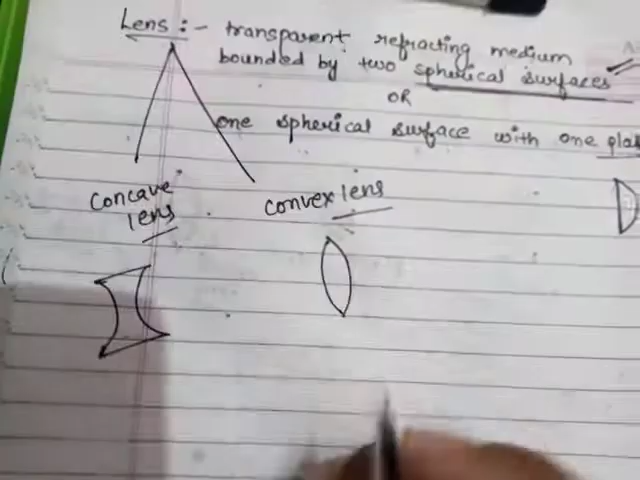 Lens :- transparent refracting medium
bounded by two spherical surfaces
OR
one spherical surface with one
concave
lens
convex lens